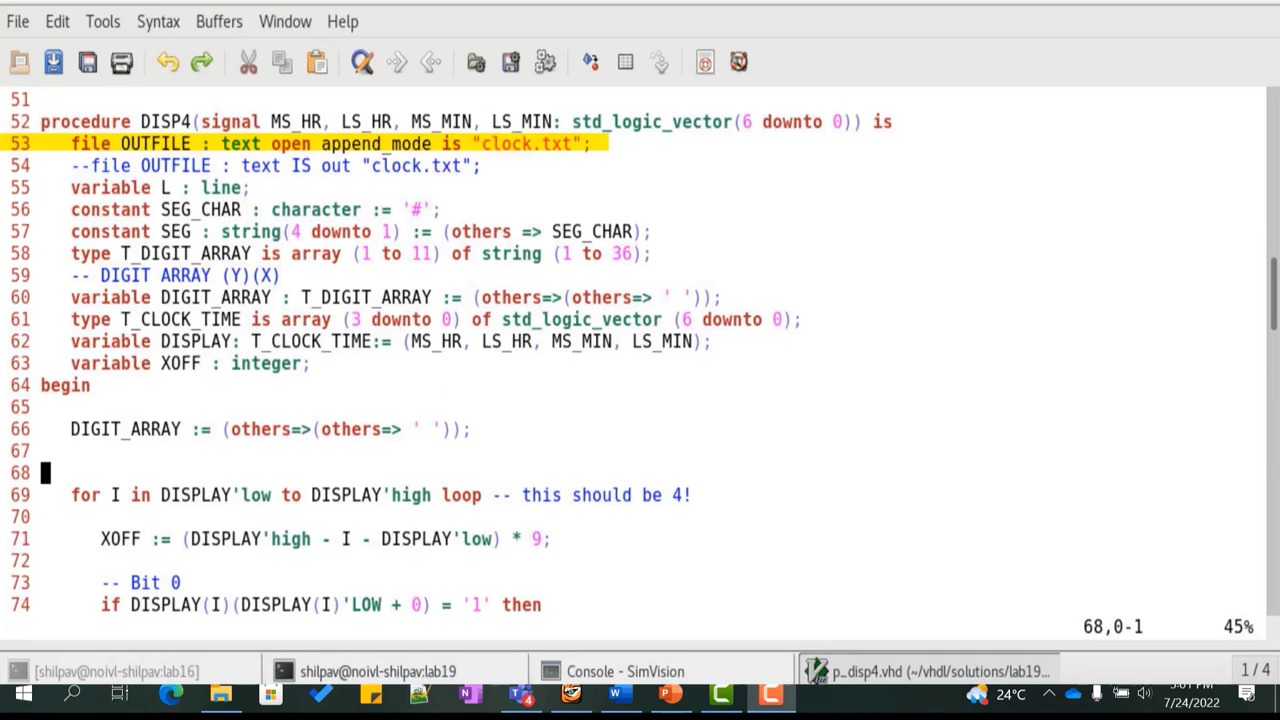 File Edit Tools Syntax Buffers Window Help
51
52 procedure DISP4(signal MS_HR, LS_HR, MS_MIN, LS_MIN: std_logic_vector(6 downto 0)) is
53 file OUTFILE : text open append_mode is "clock.txt";
54 --file OUTFILE : text IS out "clock.txt";
55 variable L : line;
56 constant SEG_CHAR : character := '#';
57 constant SEG : string(4 downto 1) := (others => SEG_CHAR);
58 type T_DIGIT_ARRAY is array (1 to 11) of string (1 to 36);
59 -- DIGIT ARRAY (Y)(X)
60 variable DIGIT_ARRAY : T_DIGIT_ARRAY := (others=>(others=> ' '));
61 type T_CLOCK_TIME is array (3 downto 0) of std_logic_vector (6 downto 0);
62 variable DISPLAY: T_CLOCK_TIME:= (MS_HR, LS_HR, MS_MIN, LS_MIN);
63 variable XOFF : integer;
64 begin
65
66 DIGIT_ARRAY := (others=>(others=> ' '));
67
68
69 for I in DISPLAY'low to DISPLAY'high loop -- this should be 4!
70
71 XOFF := (DISPLAY'high - I - DISPLAY'low) * 9;
72
73 -- Bit 0
74 if DISPLAY(I)(DISPLAY(I)'LOW + 0) = '1' then
68,0-1 45%
[shilpav@noivl-shilpav:lab16] shilpav@noivl-shilpav:lab19 Console - SimVision p_disp4.vhd (~/vhdl/solutions/lab19... 1 / 4
24°C 5:01 PM
7/24/2022